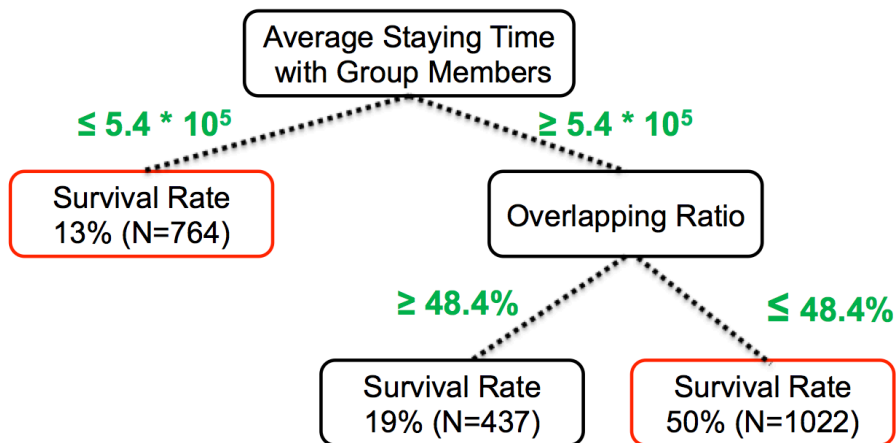 Average Staying Time
with Group Members
≤ 5.4 * 10⁵
≥ 5.4 * 10⁵
Survival Rate
13% (N=764)
Overlapping Ratio
≥ 48.4%
≤ 48.4%
Survival Rate
19% (N=437)
Survival Rate
50% (N=1022)